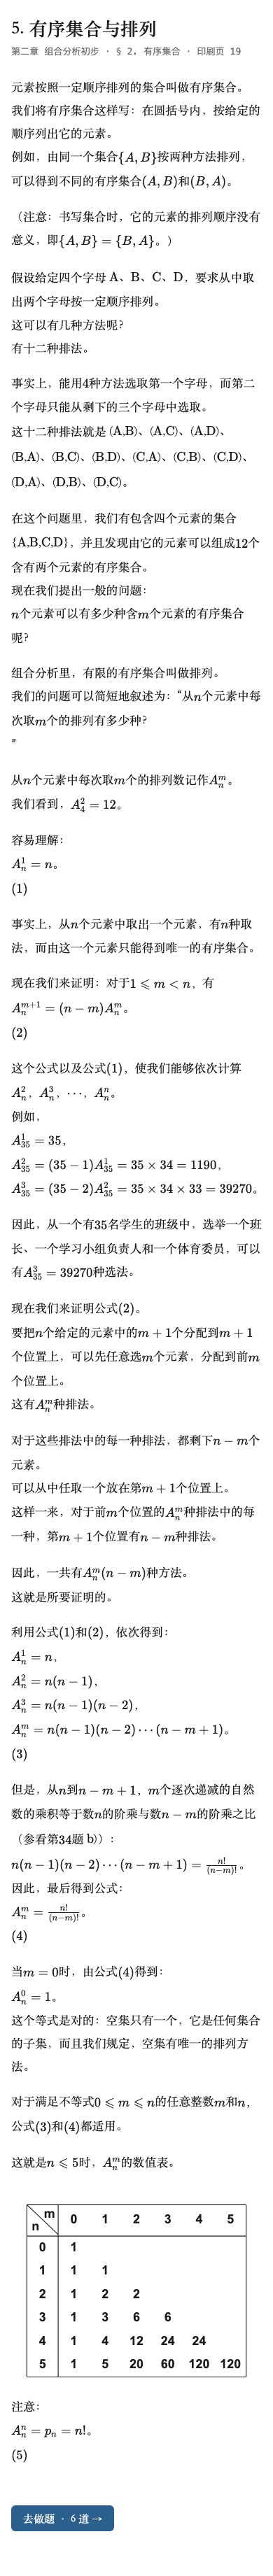 5. 有序集合与排列
第二章 组合分析初步 · § 2. 有序集合 · 印刷页 19
元素按照一定顺序排列的集合叫做有序集合。
我们将有序集合这样写：在圆括号内，按给定的
顺序列出它的元素。
例如，由同一个集合{A, B}按两种方法排列，
可以得到不同的有序集合(A, B)和(B, A)。
（注意：书写集合时，它的元素的排列顺序没有
意义，即{A, B} = {B, A}。）
假设给定四个字母 A、B、C、D，要求从中取
出两个字母按一定顺序排列。
这可以有几种方法呢？
有十二种排法。
事实上，能用4种方法选取第一个字母，而第二
个字母只能从剩下的三个字母中选取。
这十二种排法就是 (A,B)、(A,C)、(A,D)、
(B,A)、(B,C)、(B,D)、(C,A)、(C,B)、(C,D)、
(D,A)、(D,B)、(D,C)。
在这个问题里，我们有包含四个元素的集合
{A,B,C,D}，并且发现由它的元素可以组成12个
含有两个元素的有序集合。
现在我们提出一般的问题：
n个元素可以有多少种含m个元素的有序集合
呢？
组合分析里，有限的有序集合叫做排列。
我们的问题可以简短地叙述为：“从n个元素中每
次取m个的排列有多少种？
”
从n个元素中每次取m个的排列数记作A_n^m。
我们看到，A_4^2 = 12。
容易理解：
A_n^1 = n。
(1)
事实上，从n个元素中取出一个元素，有n种取
法，而由这一个元素只能得到唯一的有序集合。
现在我们来证明：对于1 ⩽ m < n，有
A_n^{m+1} = (n − m)A_n^m。
(2)
这个公式以及公式(1)，使我们能够依次计算
A_n^2，A_n^3，⋯，A_n^n。
例如，
A_{35}^1 = 35，
A_{35}^2 = (35 − 1)A_{35}^1 = 35 × 34 = 1190，
A_{35}^3 = (35 − 2)A_{35}^2 = 35 × 34 × 33 = 39270。
因此，从一个有35名学生的班级中，选举一个班
长、一个学习小组负责人和一个体育委员，可以
有A_{35}^3 = 39270种选法。
现在我们来证明公式(2)。
要把n个给定的元素中的m + 1个分配到m + 1
个位置上，可以先任意选m个元素，分配到前m
个位置上。
这有A_n^m种排法。
对于这些排法中的每一种排法，都剩下n − m个
元素。
可以从中任取一个放在第m + 1个位置上。
这样一来，对于前m个位置的A_n^m种排法中的每
一种，第m + 1个位置有n − m种排法。
因此，一共有A_n^m(n − m)种方法。
这就是所要证明的。
利用公式(1)和(2)，依次得到：
A_n^1 = n，
A_n^2 = n(n − 1)，
A_n^3 = n(n − 1)(n − 2)，
A_n^m = n(n − 1)(n − 2)⋯(n − m + 1)。
(3)
但是，从n到n − m + 1，m个逐次递减的自然
数的乘积等于数n的阶乘与数n − m的阶乘之比
（参看第34题 b)）：
n(n − 1)(n − 2)⋯(n − m + 1) = \frac{n!}{(n−m)!}。
因此，最后得到公式：
A_n^m = \frac{n!}{(n−m)!}。
(4)
当m = 0时，由公式(4)得到：
A_n^0 = 1。
这个等式是对的：空集只有一个，它是任何集合
的子集，而且我们规定，空集有唯一的排列方
法。
对于满足不等式0 ⩽ m ⩽ n的任意整数m和n，
公式(3)和(4)都适用。
这就是n ⩽ 5时，A_n^m的数值表。
n m 0 1 2 3 4 5
0 1
1 1 1
2 1 2 2
3 1 3 6 6
4 1 4 12 24 24
5 1 5 20 60 120 120
注意：
A_n^n = p_n = n!。
(5)
去做题 · 6 道 →